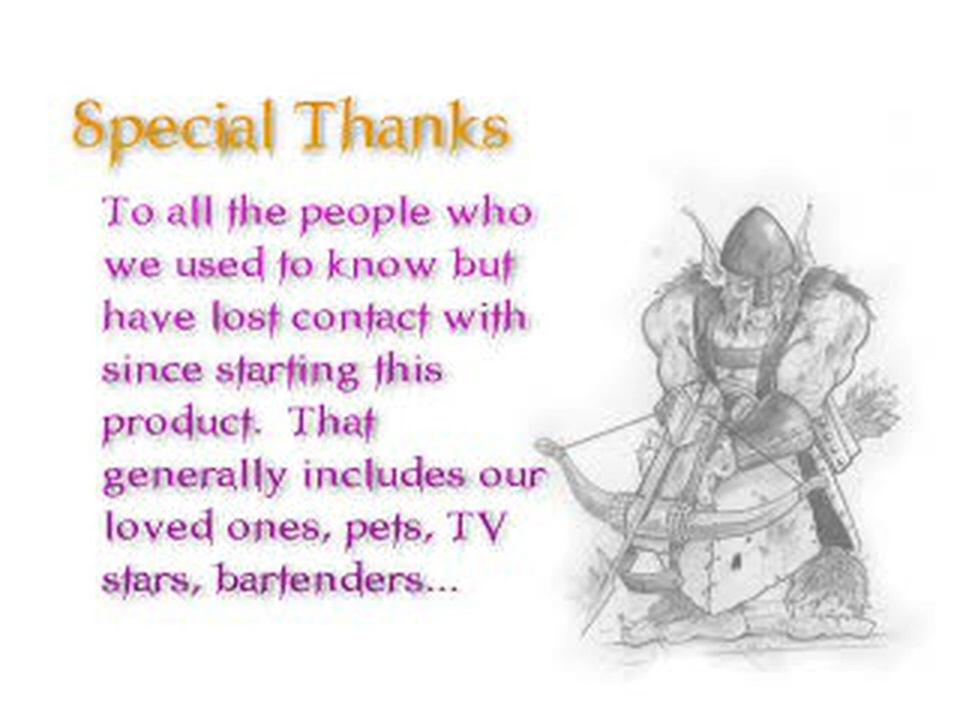 Special Thanks
To all the people who
we used to know but
have lost contact with
since starting this
product.  That
generally includes our
loved ones, pets, TV
stars, bartenders...